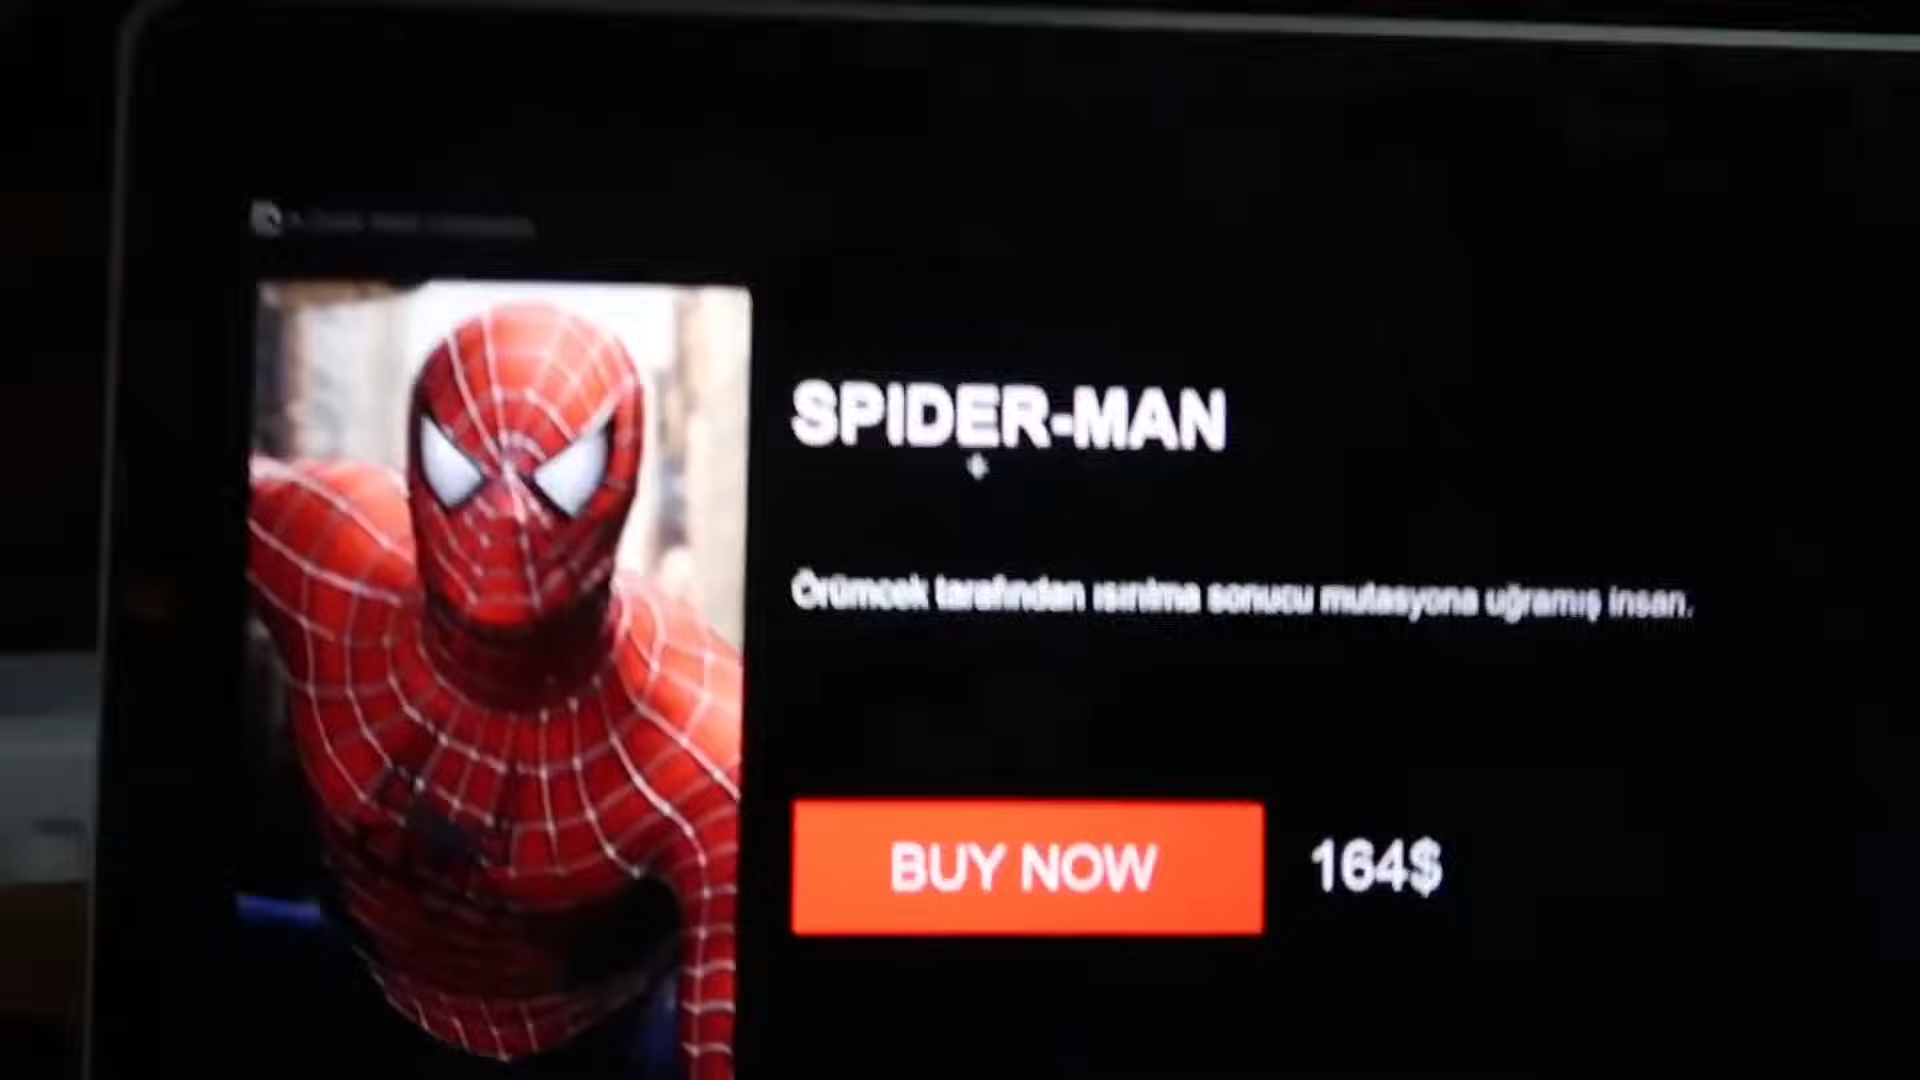 SPIDER-MAN
Örümcek tarafından ısırılma sonucu mutasyona uğramış insan.
BUY NOW
164$